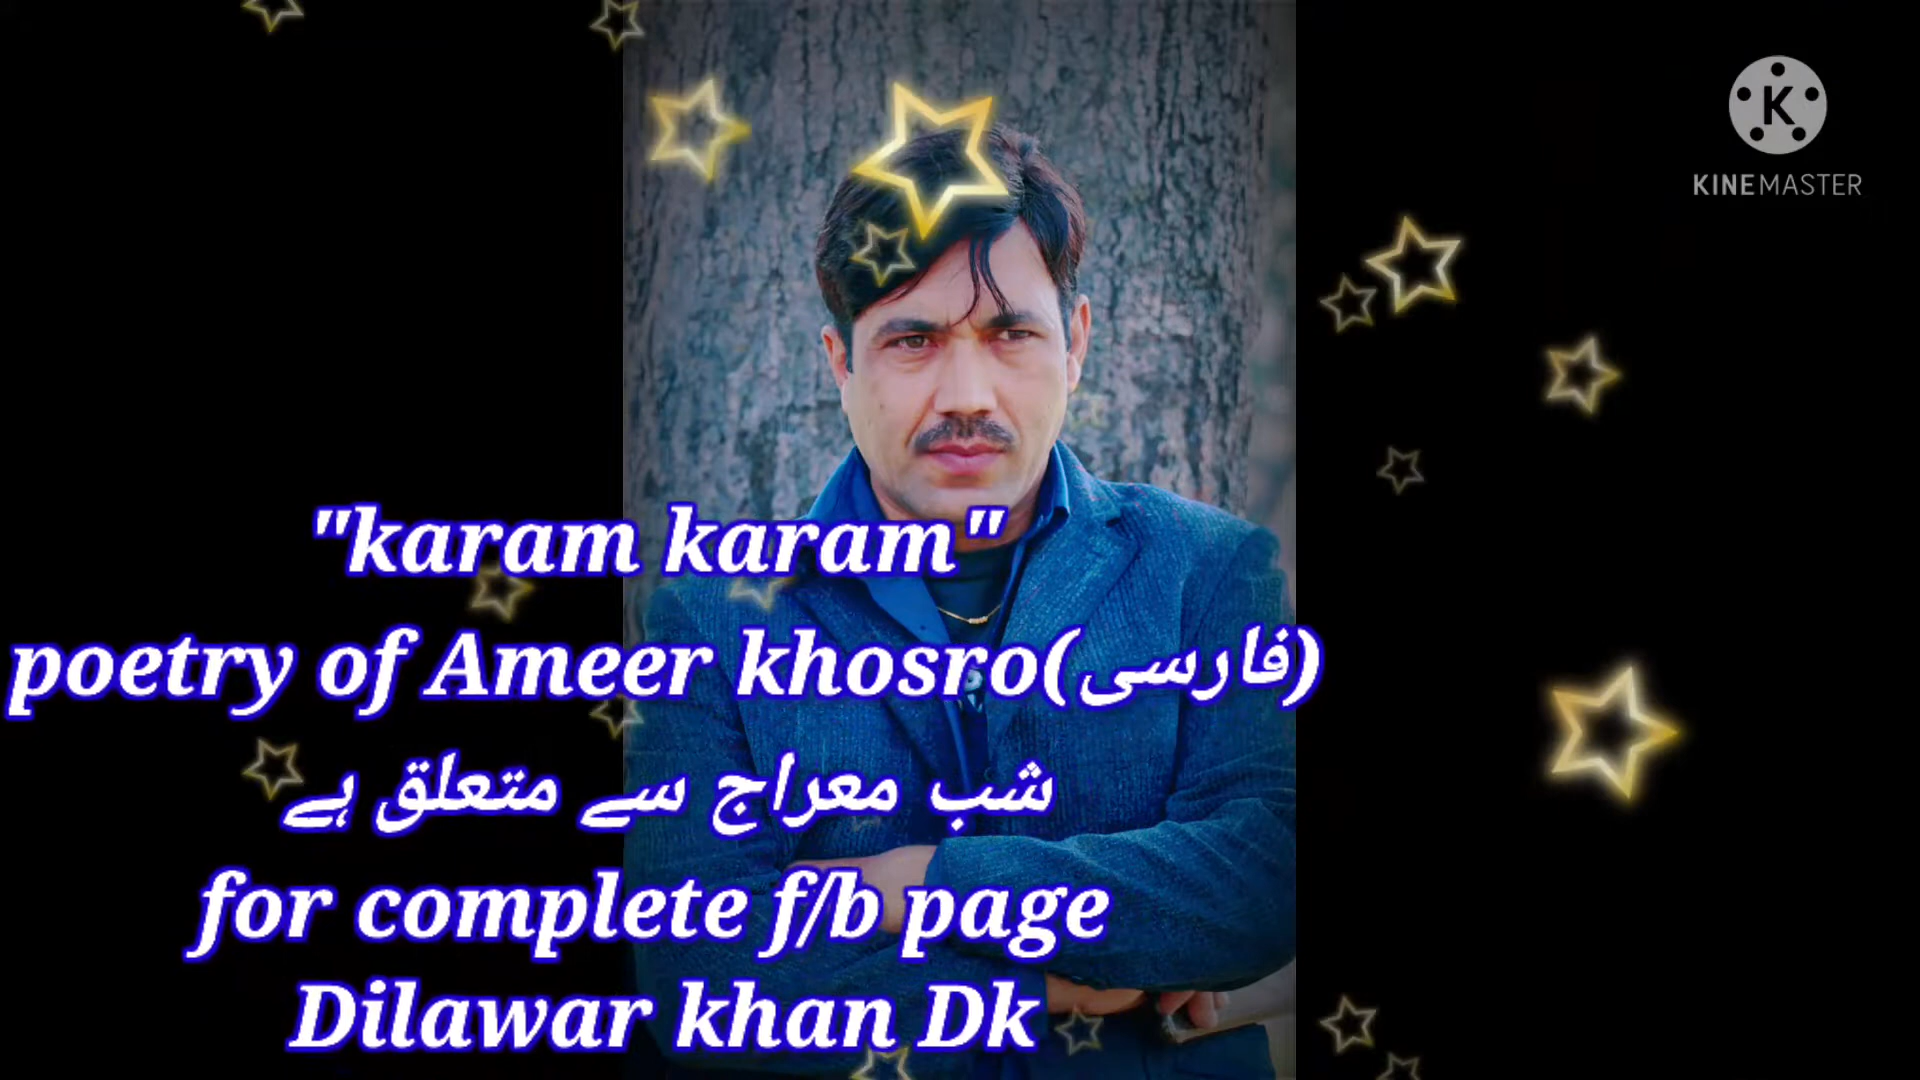 KINEMASTER
"karam karam"
poetry of Ameer khosro(فارسی)
شب معراج سے متعلق ہے
for complete f/b page
Dilawar khan Dk